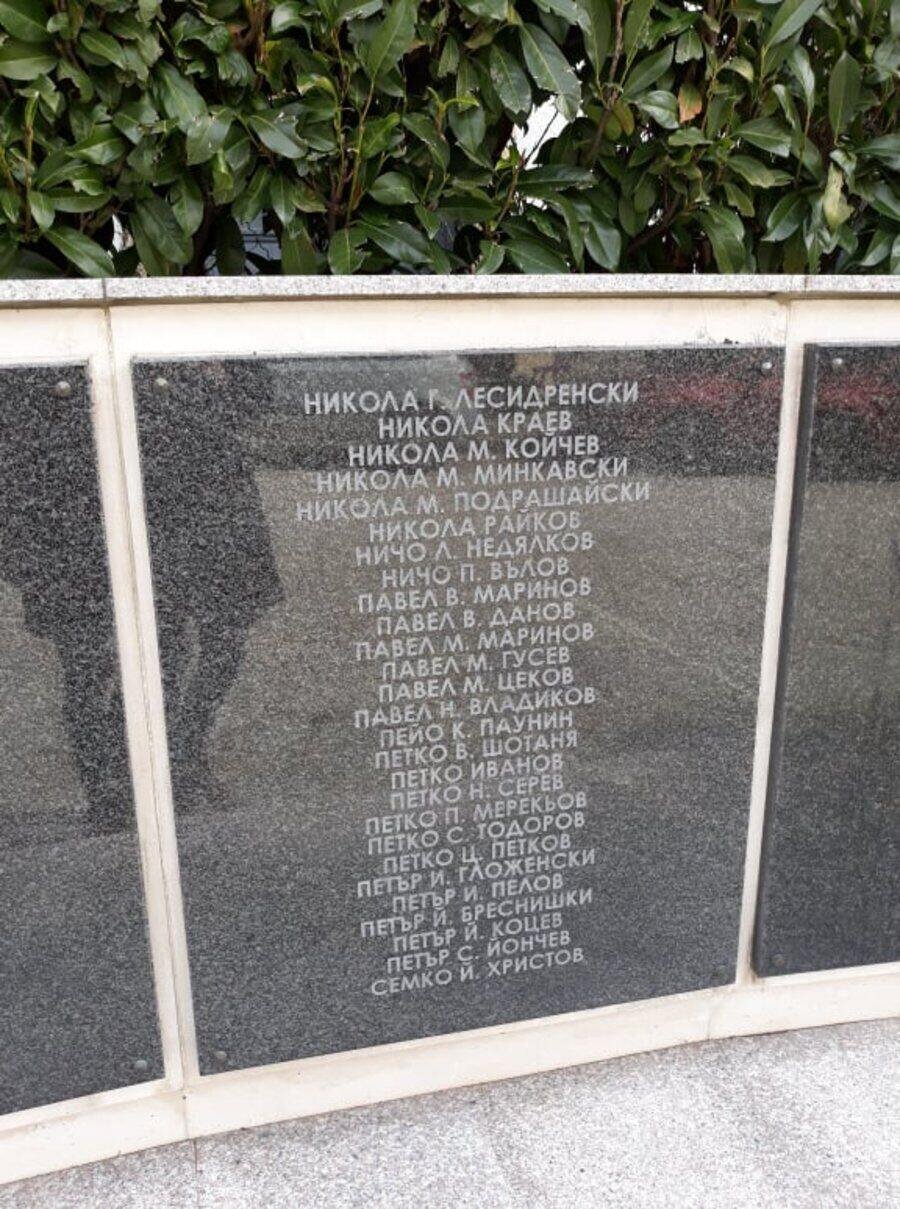 НИКОЛА Г. ЛЕСИДРЕНСКИ
НИКОЛА КРАЕВ
НИКОЛА М. КОЙЧЕВ
НИКОЛА М. МИНКАВСКИ
НИКОЛА М. ПОДРАШАЙСКИ
НИКОЛА РАЙКОВ
НИЧО Л. НЕДЯЛКОВ
НИЧО П. ВЪЛОВ
ПАВЕЛ В. МАРИНОВ
ПАВЕЛ В. ДАНОВ
ПАВЕЛ М. МАРИНОВ
ПАВЕЛ М. ГУСЕВ
ПАВЕЛ М. ЦЕКОВ
ПАВЕЛ Н. ВЛАДИКОВ
ПЕЙО К. ПАУНИН
ПЕТКО В. ШОТАНЯ
ПЕТКО ИВАНОВ
ПЕТКО Н. СЕРЕВ
ПЕТКО П. МЕРЕКЬОВ
ПЕТКО С. ТОДОРОВ
ПЕТКО Ц. ПЕТКОВ
ПЕТЪР И. ГЛОЖЕНСКИ
ПЕТЪР И. ПЕЛОВ
ПЕТЪР Й. БРЕСНИШКИ
ПЕТЪР Й. КОЦЕВ
ПЕТЪР С. ЙОНЧЕВ
СЕМКО Й. ХРИСТОВ